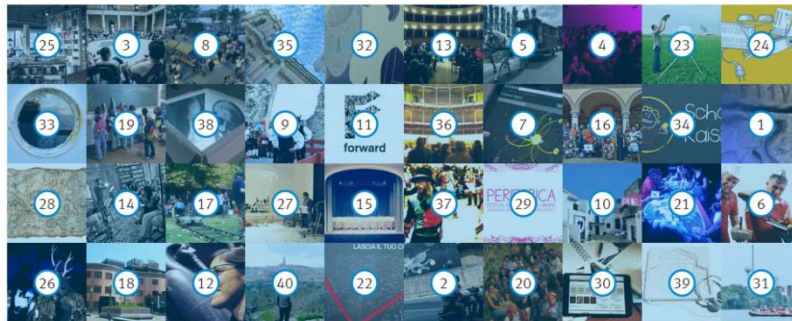 25 3 8 35 32 13 5 4 23 24
33 19 38 9 11 36 7 16 34 1
forward
28 14 17 27 15 37 29 10 21 6
PERIFERICA
26 18 12 40 22 2 20 30 39 31
LASCIA IL TUO